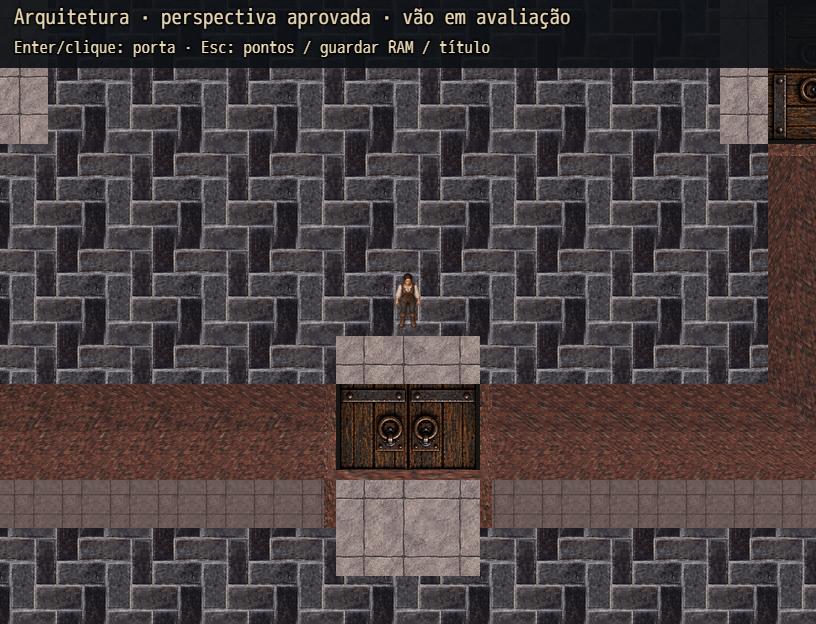 Arquitetura · perspectiva aprovada · vão em avaliação
Enter/clique: porta · Esc: pontos / guardar RAM / título